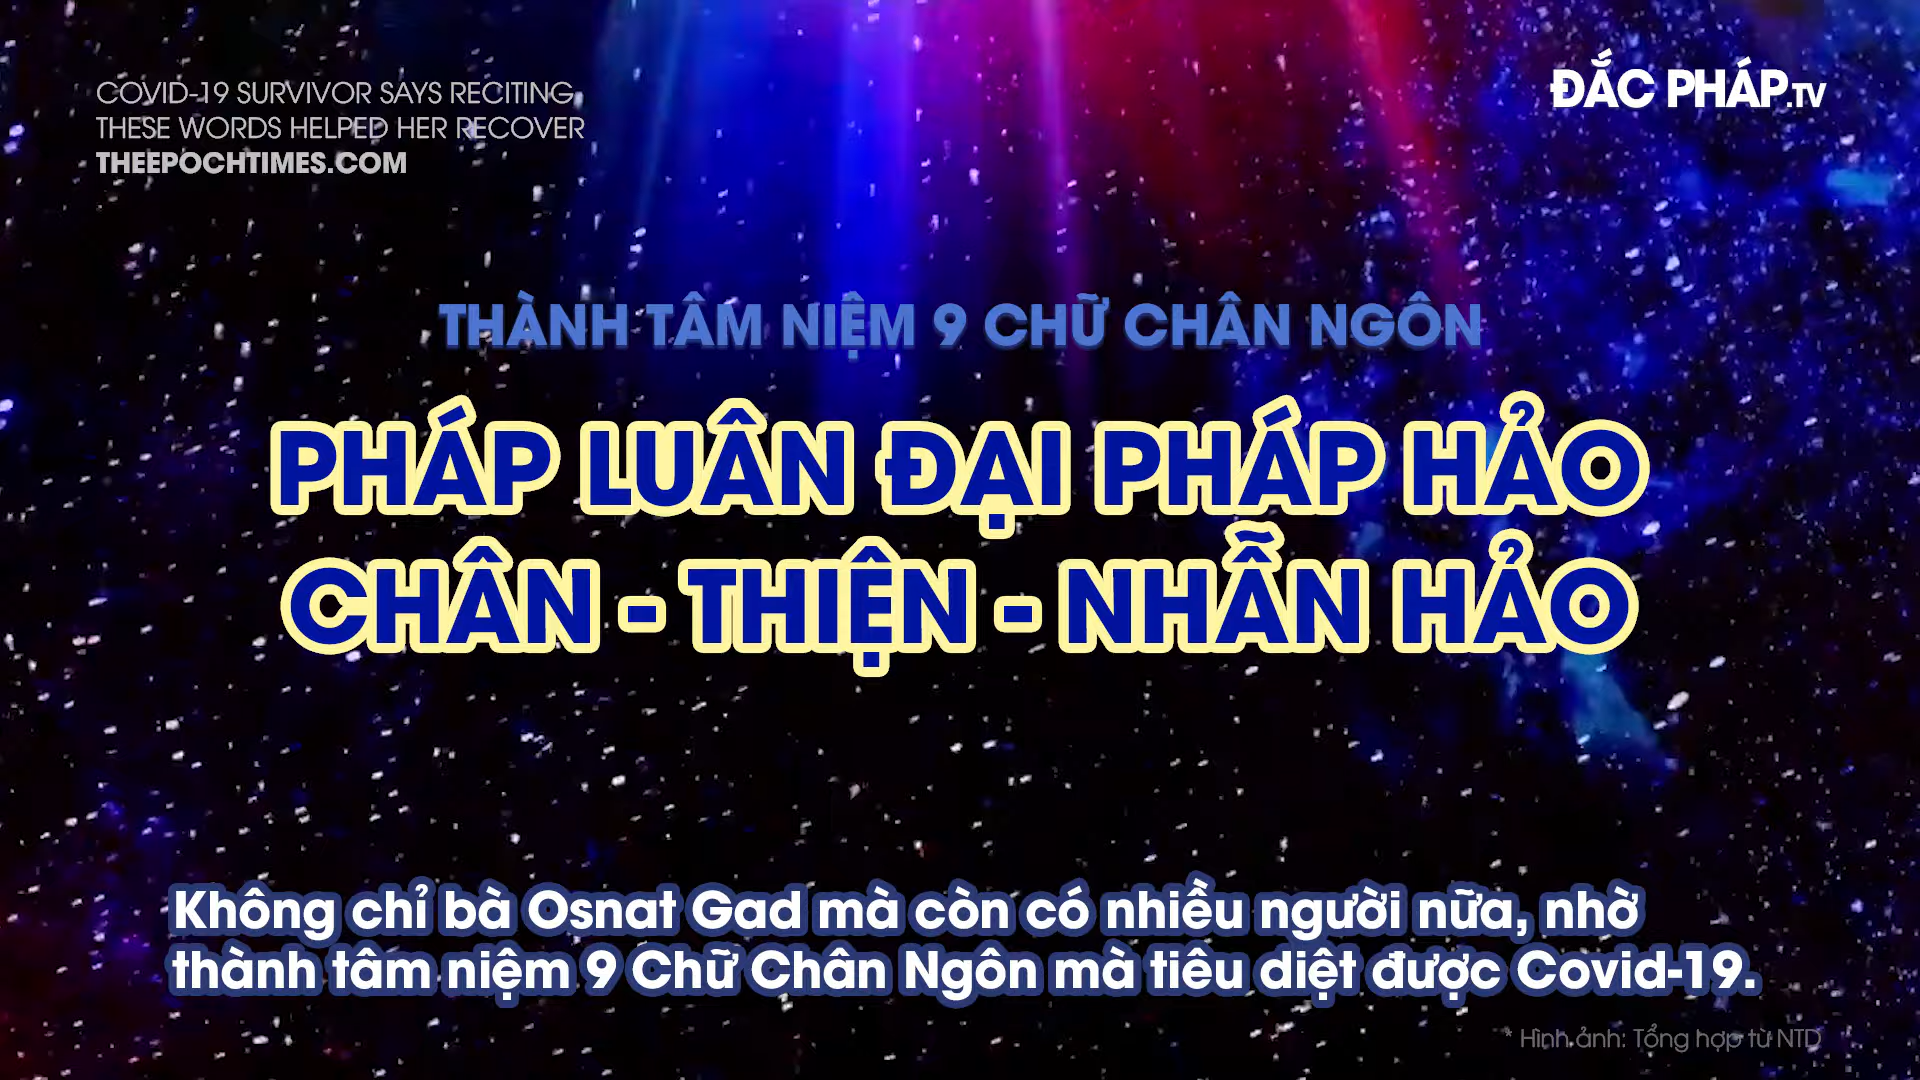 COVID-19 SURVIVOR SAYS RECITING
THESE WORDS HELPED HER RECOVER
THEEPOCHTIMES.COM
ĐẮC PHÁP.TV
THÀNH TÂM NIỆM 9 CHỮ CHÂN NGÔN
PHÁP LUÂN ĐẠI PHÁP HẢO
CHÂN - THIỆN - NHẪN HẢO
Không chỉ bà Osnat Gad mà còn có nhiều người nữa, nhờ
thành tâm niệm 9 Chữ Chân Ngôn mà tiêu diệt được Covid-19.
* Hình ảnh: Tổng hợp từ NTD